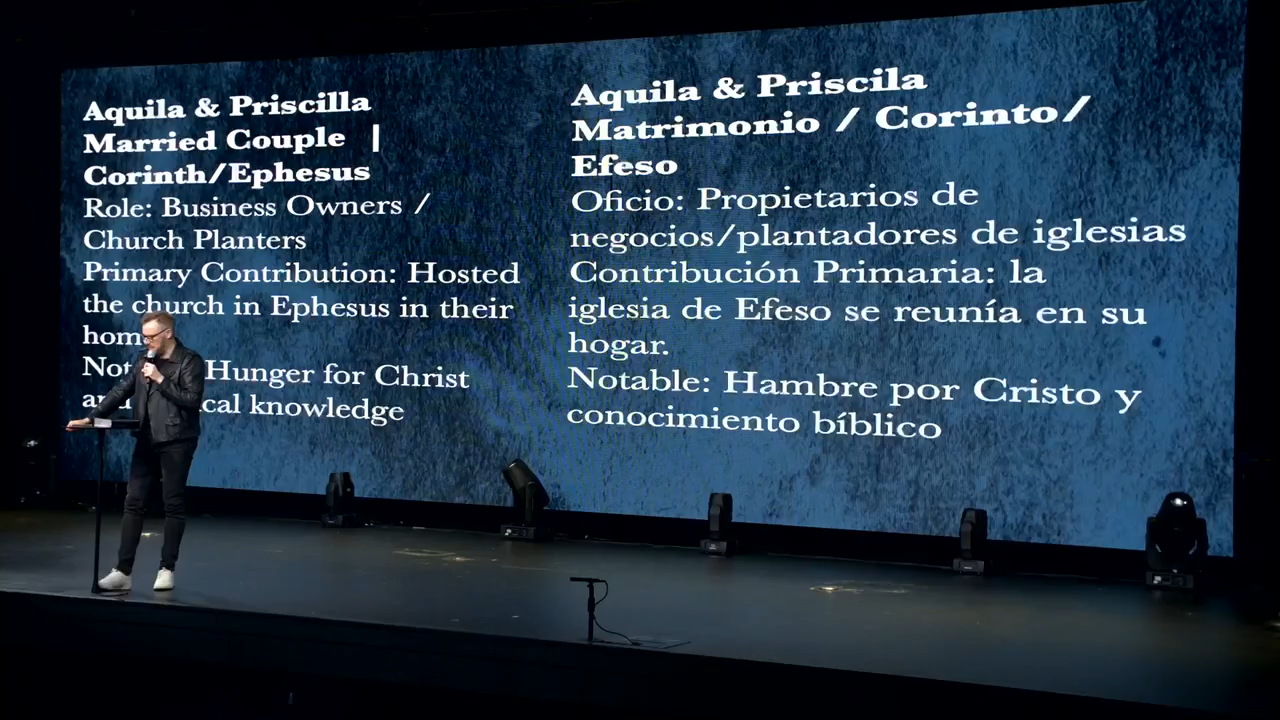 Aquila & Priscilla
Married Couple |
Corinth/Ephesus
Role: Business Owners /
Church Planters
Primary Contribution: Hosted
the church in Ephesus in their
Hunger for Christ
knowledge
Aquila & Priscila
Matrimonio / Corinto/
Efeso
Oficio: Propietarios de
negocios/plantadores de iglesias
Contribución Primaria: la
iglesia de Efeso se reunía en su
hogar.
Notable: Hambre por Cristo y
conocimiento bíblico